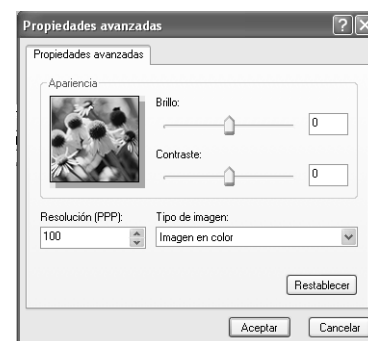 Propiedades avanzadas
Propiedades avanzadas
Apariencia
Brillo:
0
Contraste:
0
Resolución (PPP):
Tipo de imagen:
100
Imagen en color
Restablecer
Aceptar
Cancelar